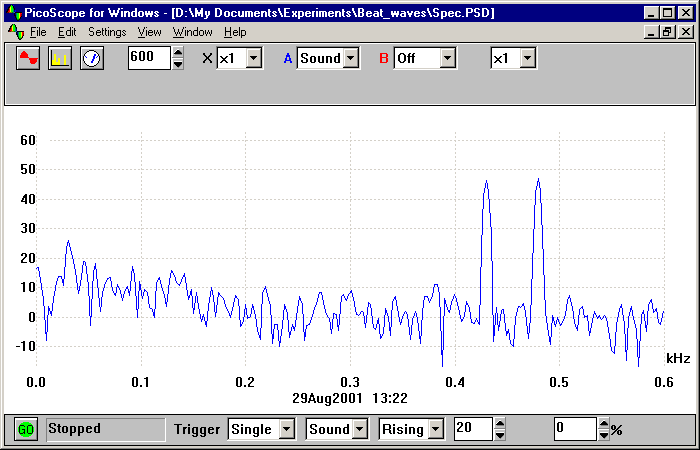 PicoScope for Windows - [D:\My Documents\Experiments\Beat_waves\Spec.PSD]
File Edit Settings View Window Help
600 X x1 A Sound B Off x1
60
50
40
30
20
10
0
-10
kHz
0.0 0.1 0.2 0.3 0.4 0.5 0.6
29Aug2001 13:22
GO Stopped Trigger Single Sound Rising 20 0 %